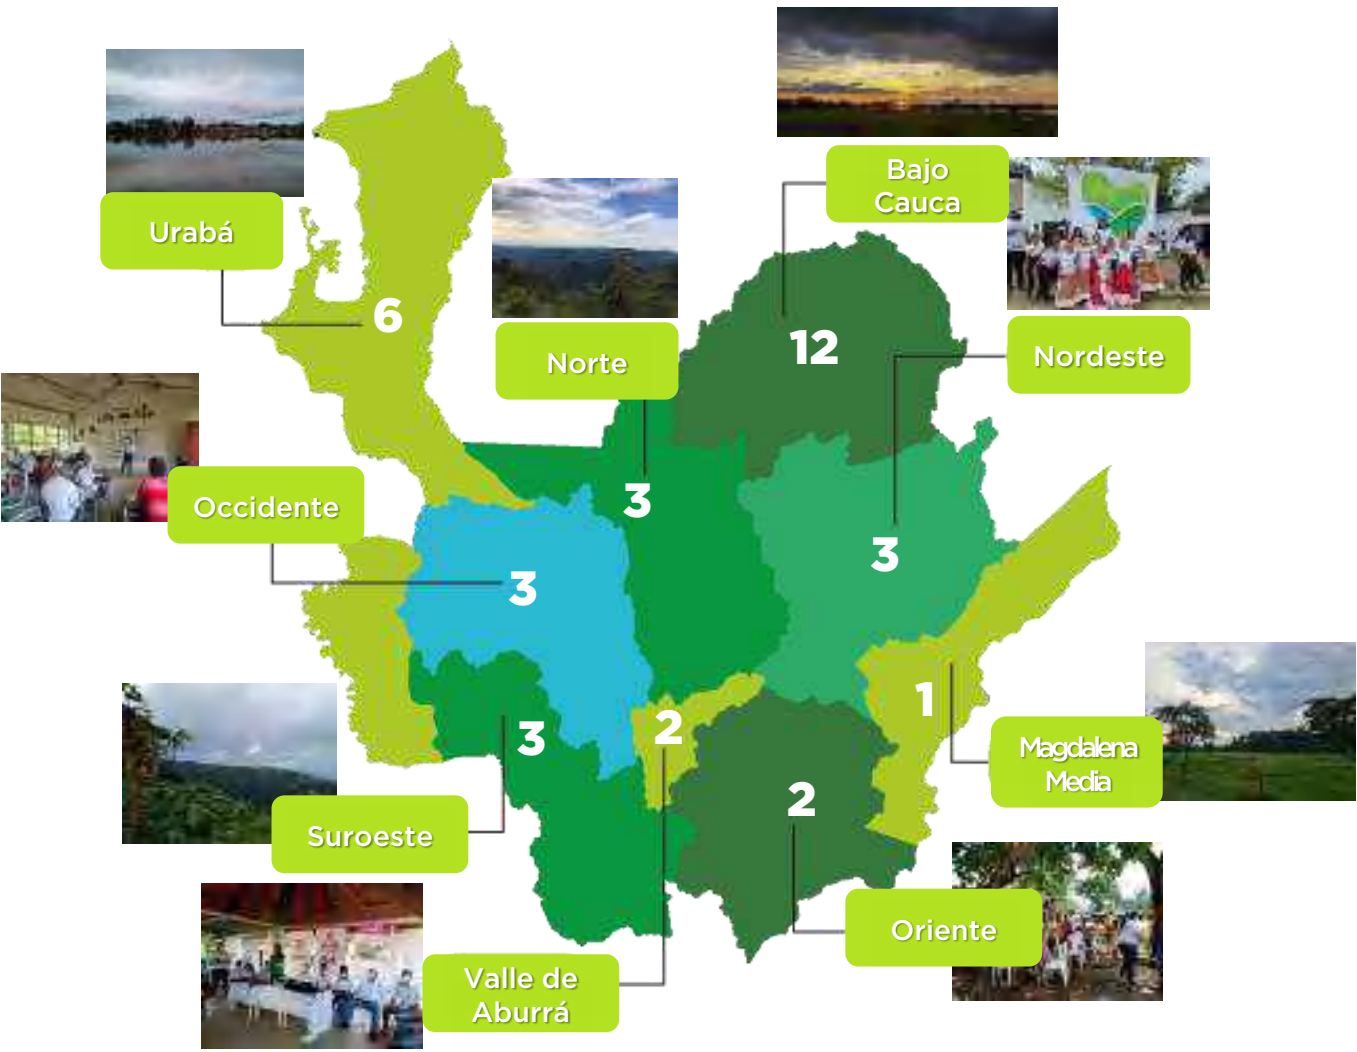 Bajo
Cauca
Urabá
6
Norte
12
Nordeste
Occidente
3
3
3
1
Magdalena
Media
3
2
2
Suroeste
Oriente
Valle de
Aburrá